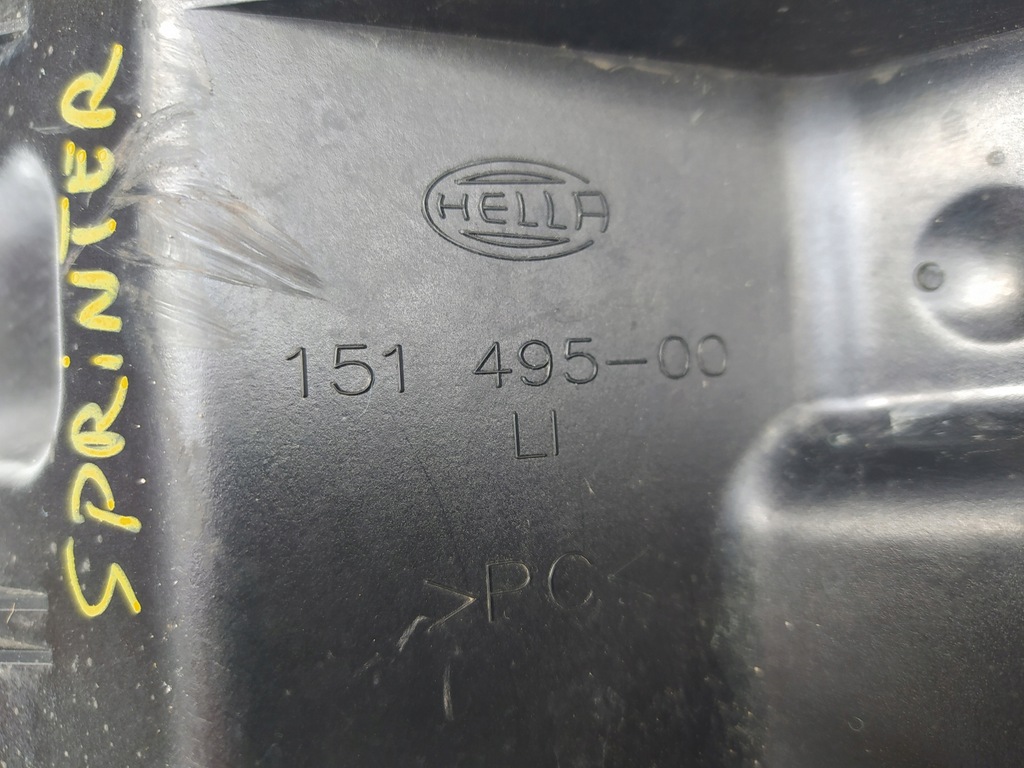 SPRiNTER
HELLA
151 495-00
LI
>PC<